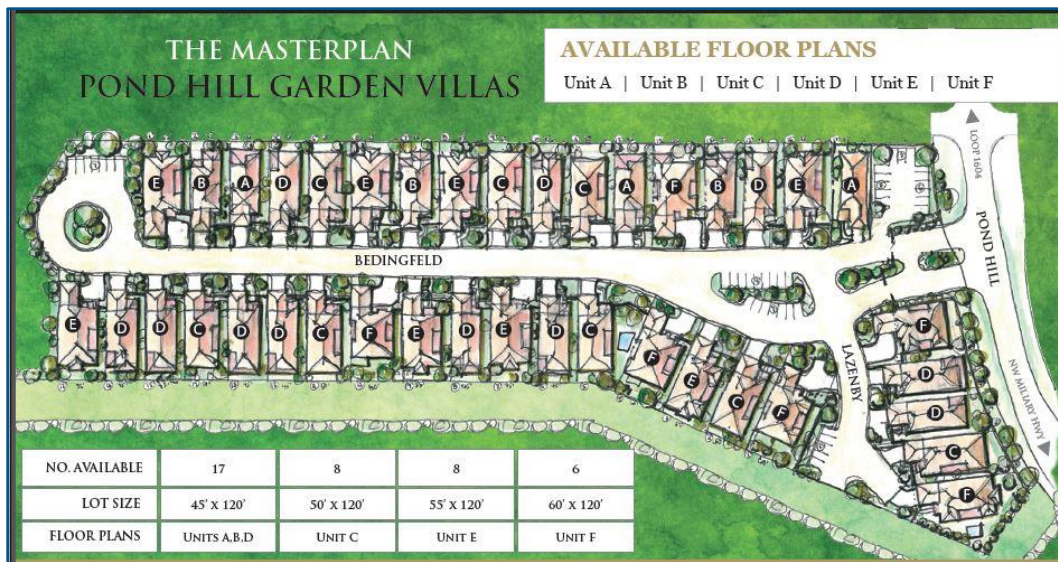 THE MASTERPLAN
POND HILL GARDEN VILLAS
AVAILABLE FLOOR PLANS
Unit A | Unit B | Unit C | Unit D | Unit E | Unit F
LOOP 1604
POND HILL
E B A D C E B E C D C A F B D E A
BEDINGFELD
E D D C D D C F E D E D C
F E C F
LAZENBY
F
D
D
C
F
NW MILIARY HWY
NO. AVAILABLE 17 8 8 6
LOT SIZE 45' X 120' 50' X 120' 55' X 120' 60' X 120'
FLOOR PLANS UNITS A,B,D UNIT C UNIT E UNIT F